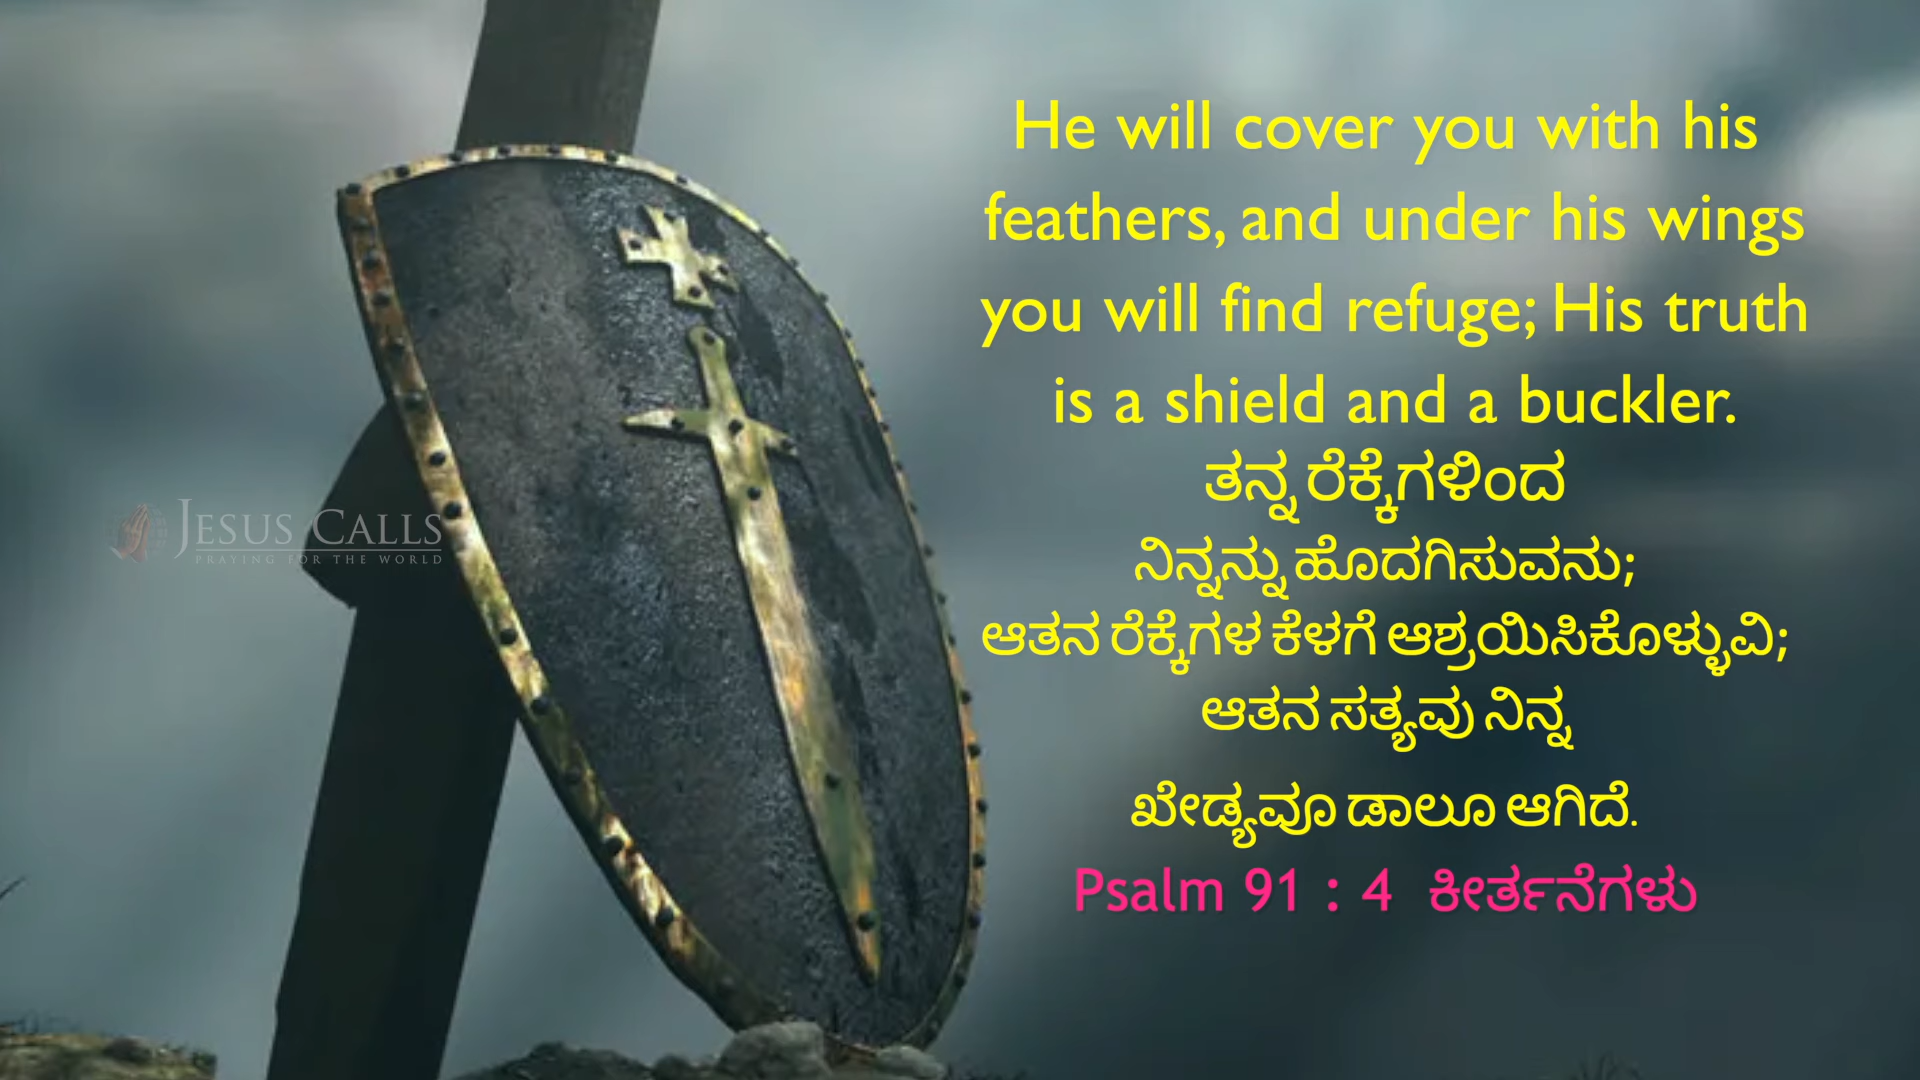 He will cover you with his
feathers, and under his wings
you will find refuge; His truth
is a shield and a buckler.
ತನ್ನ ರೆಕ್ಕೆಗಳಿಂದ
ನಿನ್ನನ್ನು ಹೊದಗಿಸುವನು;
ಆತನ ರೆಕ್ಕೆಗಳ ಕೆಳಗೆ ಆಶ್ರಯಿಸಿಕೊಳ್ಳುವಿ;
ಆತನ ಸತ್ಯವು ನಿನ್ನ
ಖೇಡ್ಯವೂ ಡಾಲೂ ಆಗಿದೆ.
Psalm 91 : 4 ಕೀರ್ತನೆಗಳು
JESUS CALLS
PRAYING FOR THE WORLD